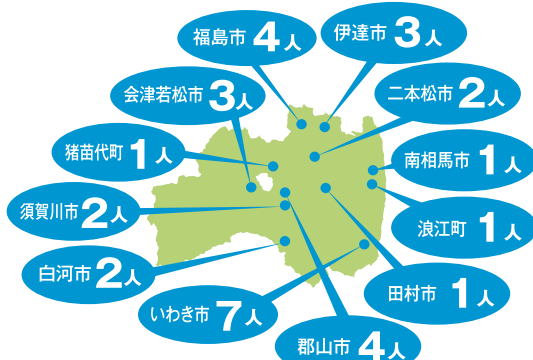 福島市 4人
伊達市 3人
会津若松市 3人
二本松市 2人
猪苗代町 1人
南相馬市 1人
須賀川市 2人
浪江町 1人
白河市 2人
田村市 1人
いわき市 7人
郡山市 4人